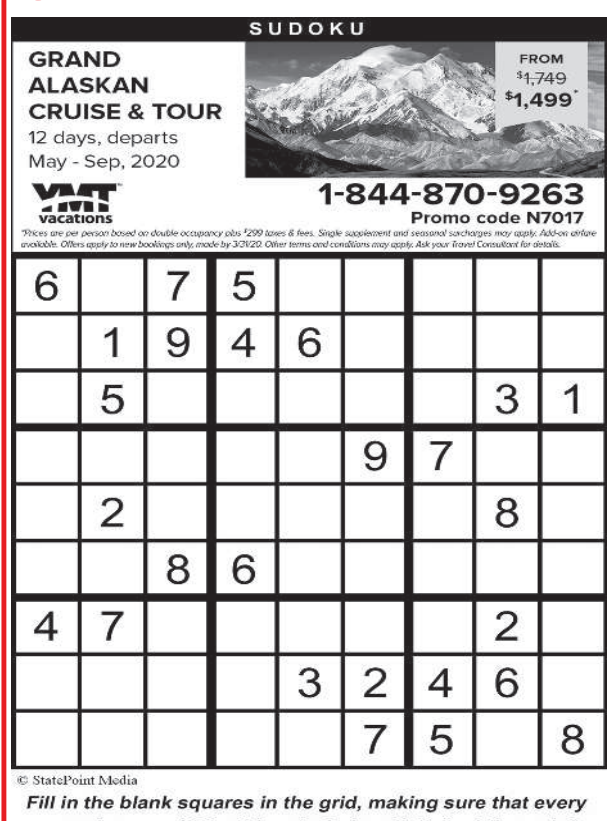 SUDOKU
GRAND
ALASKAN
CRUISE & TOUR
12 days, departs
May - Sep, 2020
FROM
$1,749
$1,499*
YMT
vacations
1-844-870-9263
Promo code N7017
*Prices are per person based on double occupancy plus $299 taxes & fees. Single supplement and seasonal surcharges may apply. Add-on airfare
available. Offers apply to new bookings only, made by 3/31/20. Other terms and conditions may apply. Ask your Travel Consultant for details.
6 7 5
1 9 4 6
5 3 1
9 7
2 8
8 6
4 7 2
3 2 4 6
7 5 8
© StatePoint Media
Fill in the blank squares in the grid, making sure that every